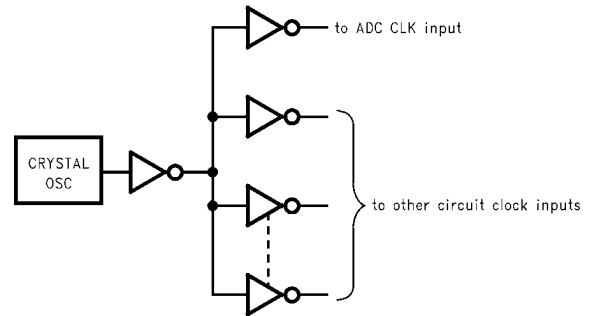 to ADC CLK input
CRYSTAL
OSC
to other circuit clock inputs